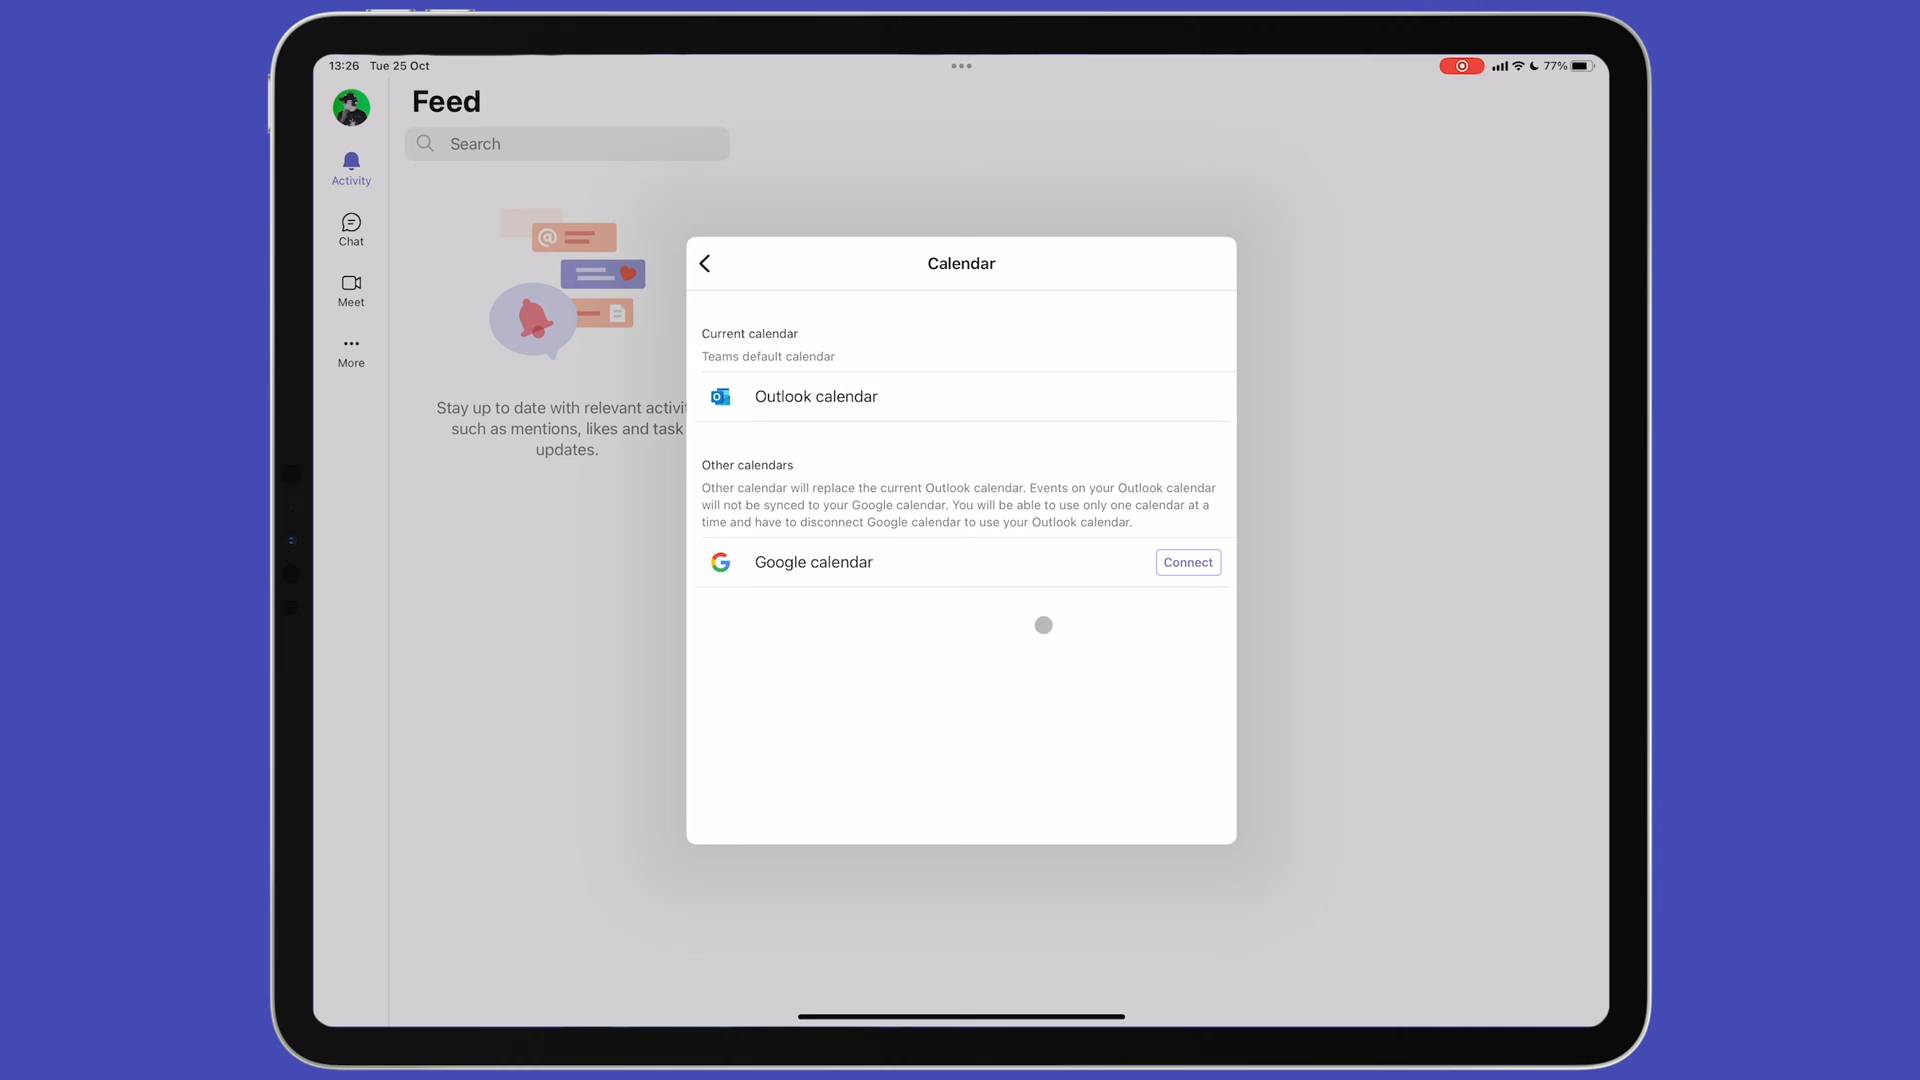 13:26 Tue 25 Oct
77%
Feed
Search
Activity
Chat
Meet
More
Stay up to date with relevant activi
such as mentions, likes and task
updates.
Calendar
Current calendar
Teams default calendar
Outlook calendar
Other calendars
Other calendar will replace the current Outlook calendar. Events on your Outlook calendar
will not be synced to your Google calendar. You will be able to use only one calendar at a
time and have to disconnect Google calendar to use your Outlook calendar.
Google calendar
Connect